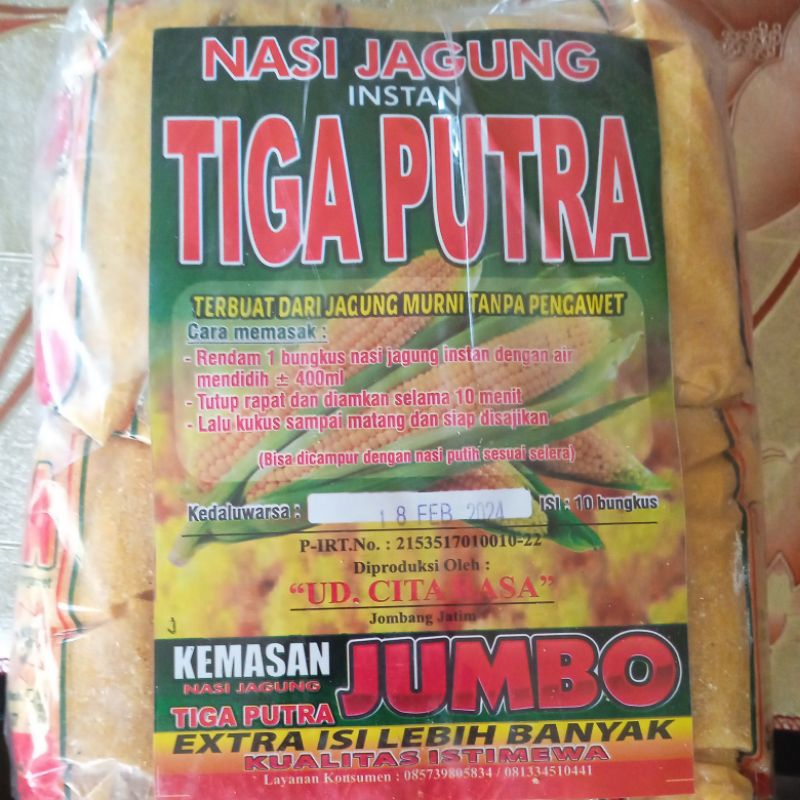 NASI JAGUNG
INSTAN
TIGA PUTRA
TERBUAT DARI JAGUNG MURNI TANPA PENGAWET
Cara memasak :
- Rendam 1 bungkus nasi jagung instan dengan air
mendidih ± 400ml
- Tutup rapat dan diamkan selama 10 menit
- Lalu kukus sampai matang dan siap disajikan
(Bisa dicampur dengan nasi putih sesuai selera)
Kedaluwarsa : 18 FEB 2024 ISI : 10 bungkus
P-IRT.No. : 2153517010010-22
Diproduksi Oleh :
"UD. CITA RASA"
Jombang Jatim
KEMASAN JUMBO
NASI JAGUNG
TIGA PUTRA
EXTRA ISI LEBIH BANYAK
KUALITAS ISTIMEWA
Layanan Konsumen : 085739805834 / 081334510441